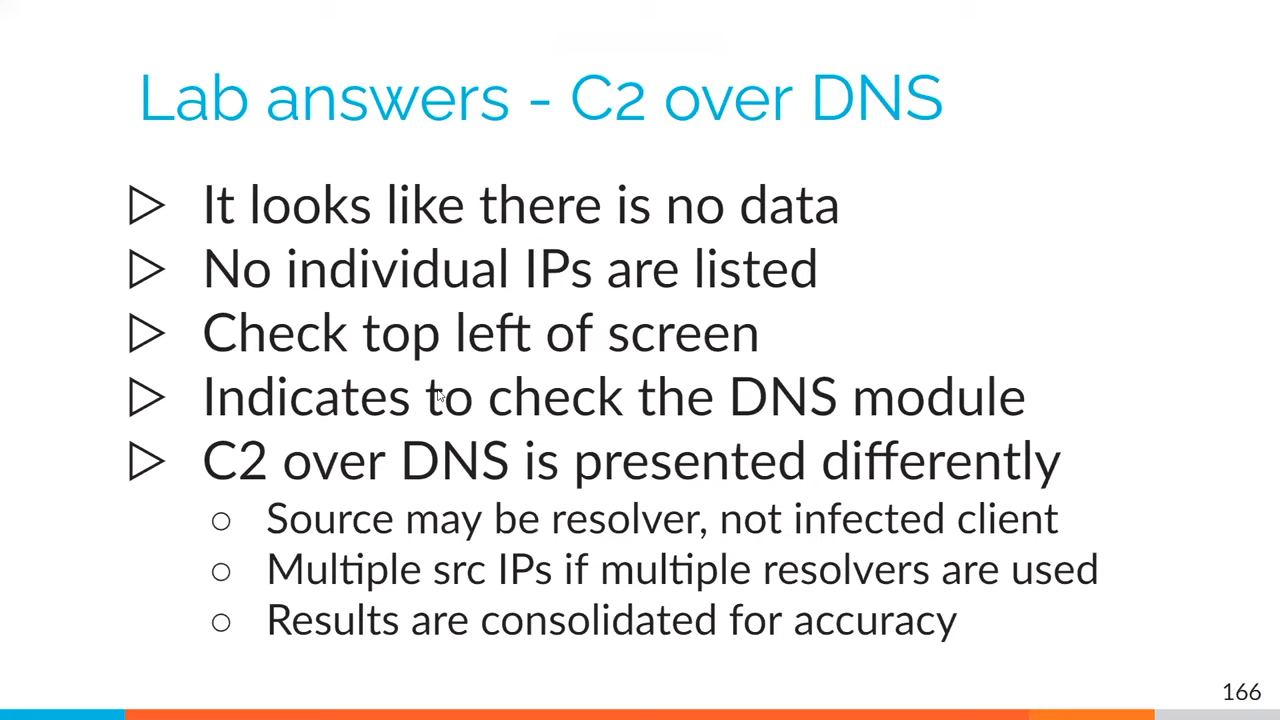 Lab answers - C2 over DNS
▷ It looks like there is no data
▷ No individual IPs are listed
▷ Check top left of screen
▷ Indicates to check the DNS module
▷ C2 over DNS is presented differently
○ Source may be resolver, not infected client
○ Multiple src IPs if multiple resolvers are used
○ Results are consolidated for accuracy
166